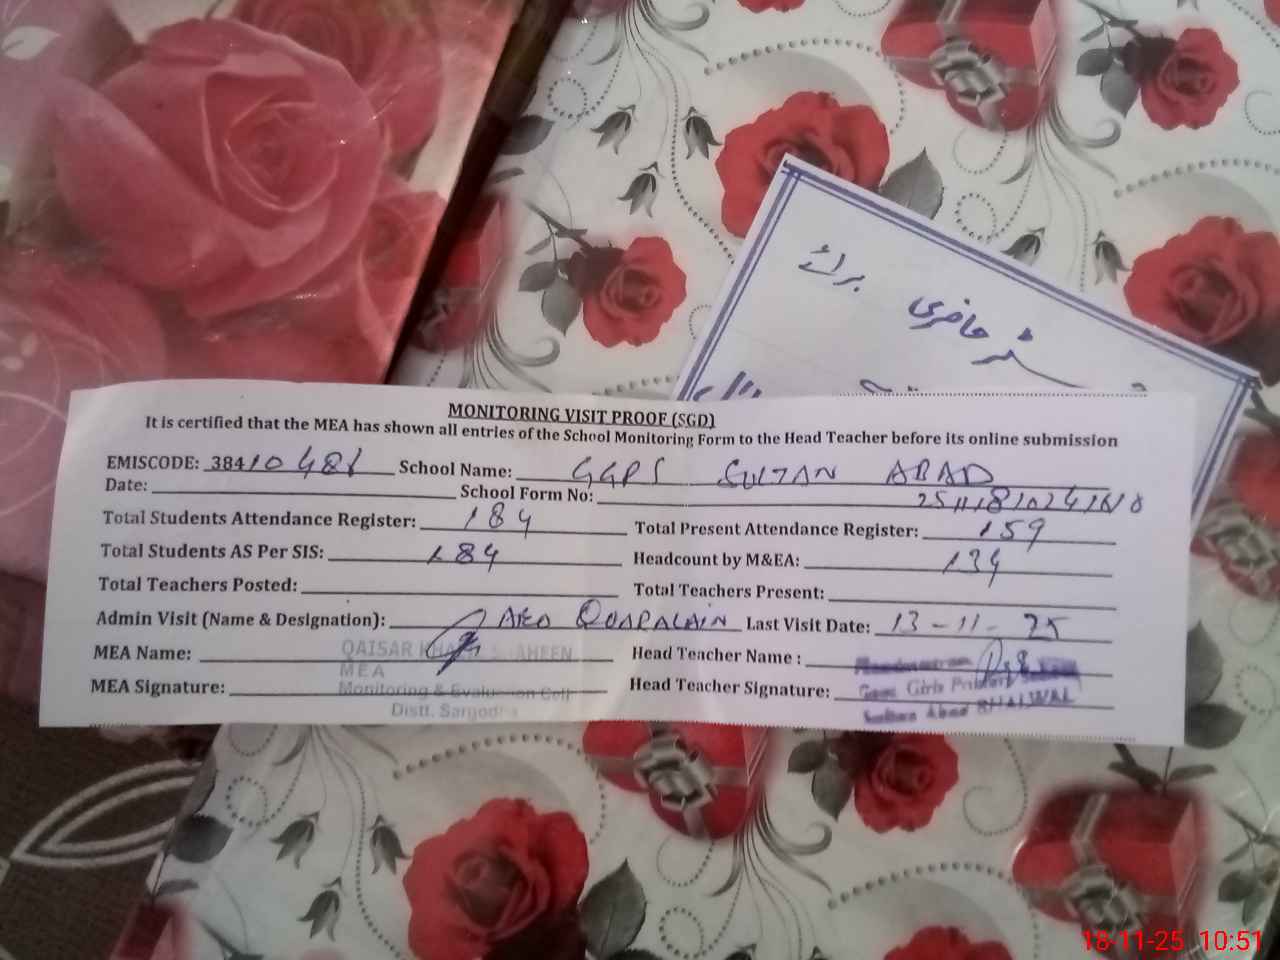 برائے
حاضری
MONITORING VISIT PROOF (SGD)
It is certified that the MEA has shown all entries of the School Monitoring Form to the Head Teacher before its online submission
EMISCODE: 38410481 School Name: GGPS SULTAN ABAD
Date: School Form No:
Total Students Attendance Register: 184 Total Present Attendance Register: 159
Total Students AS Per SIS: 184 Headcount by M&EA: 134
Total Teachers Posted: Total Teachers Present:
Admin Visit (Name & Designation): AEO Last Visit Date: 13-11-25
MEA Name: QAISAR SHAHEEN Head Teacher Name :
MEA
MEA Signature: Monitoring & Evaluation Cell Head Teacher Signature: Govt. Girls Primary School
Distt. Sargodha Sultan Abad BHALWAL
18-11-25 10:51